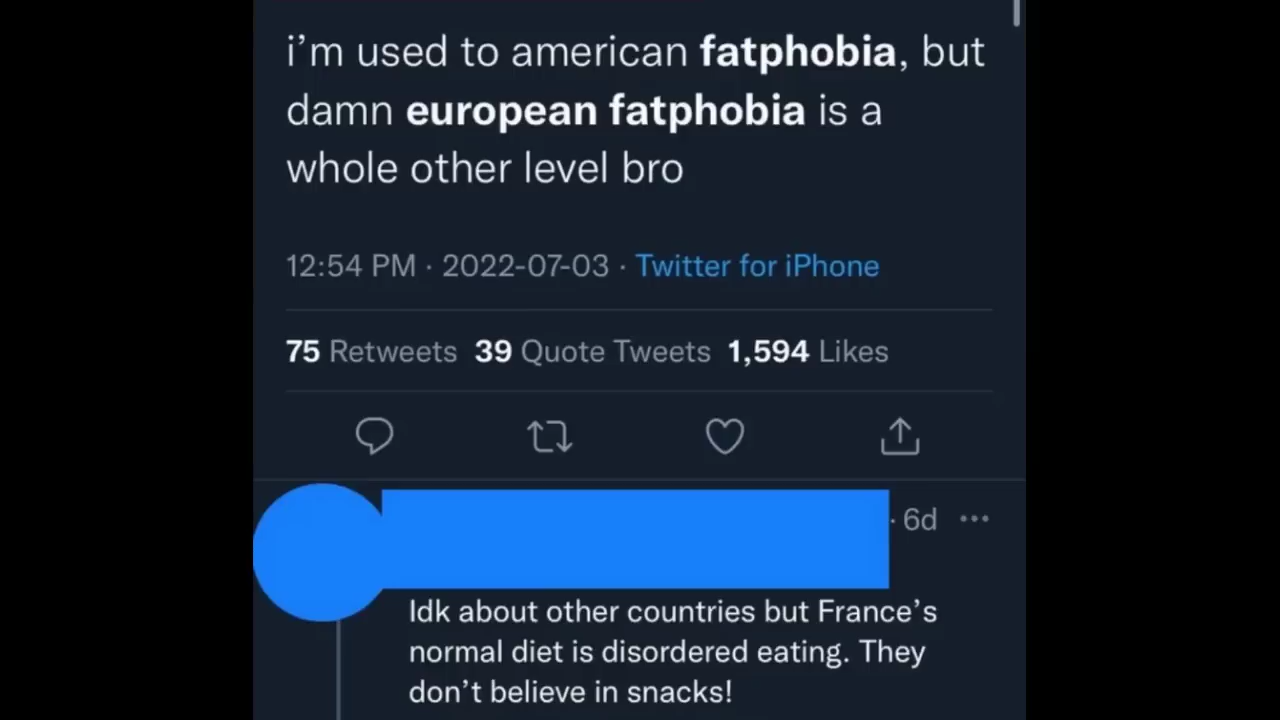 i’m used to american fatphobia, but
damn european fatphobia is a
whole other level bro
12:54 PM · 2022-07-03 · Twitter for iPhone
75 Retweets 39 Quote Tweets 1,594 Likes
· 6d ···
Idk about other countries but France’s
normal diet is disordered eating. They
don’t believe in snacks!